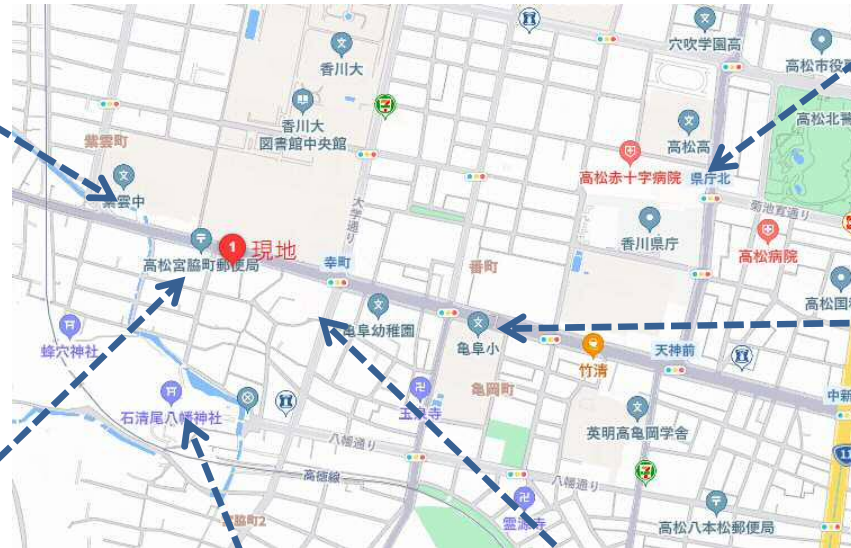 穴吹学園高
高松市役
香川大
香川大
図書館中央館
高松高
高松北警
紫雲町
高松赤十字病院
県庁北
紫雲中
大学通り
菊池寛通り
香川県庁
高松病院
1
現地
高松宮脇町郵便局
幸町
番町
高松国
亀阜幼稚園
亀阜小
蜂穴神社
竹清
天神前
亀岡町
中新
石清尾八幡神社
玉泉寺
英明高亀岡学舎
八幡通り
11
高徳線
八幡通り
霊源寺
宮脇町2
高松八本松郵便局